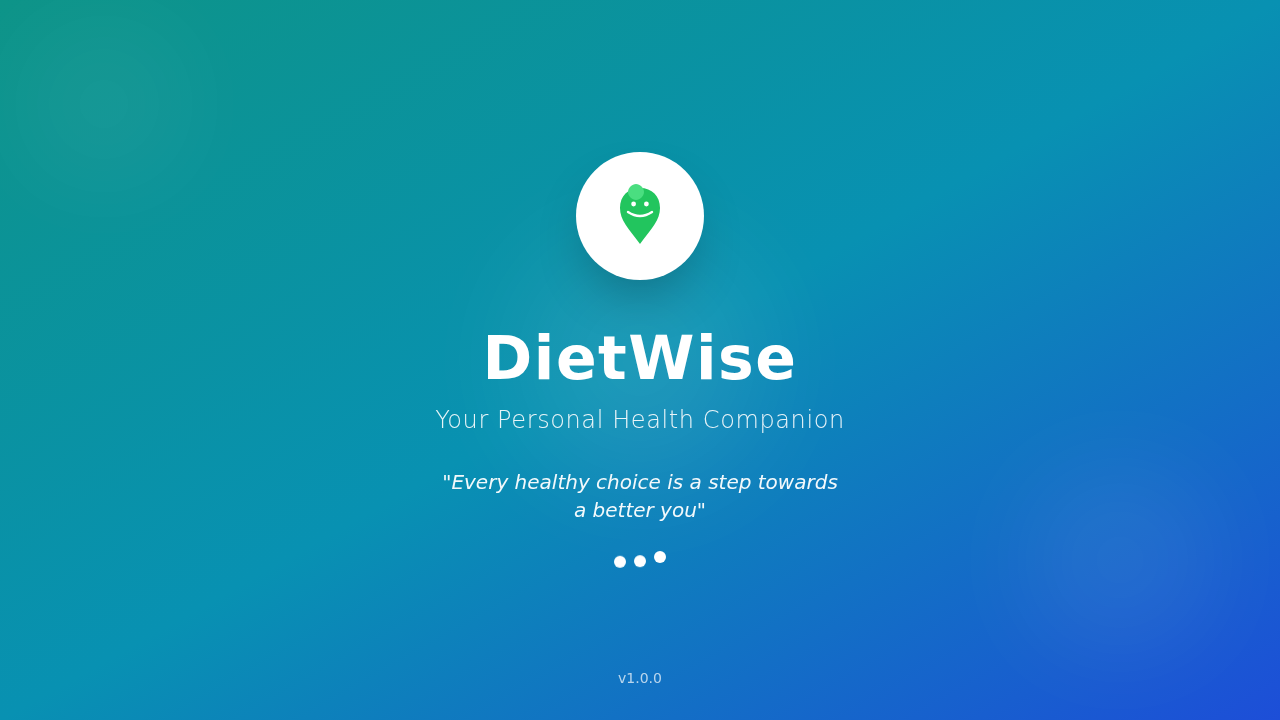 DietWise
Your Personal Health Companion
"Every healthy choice is a step towards
a better you"
v1.0.0